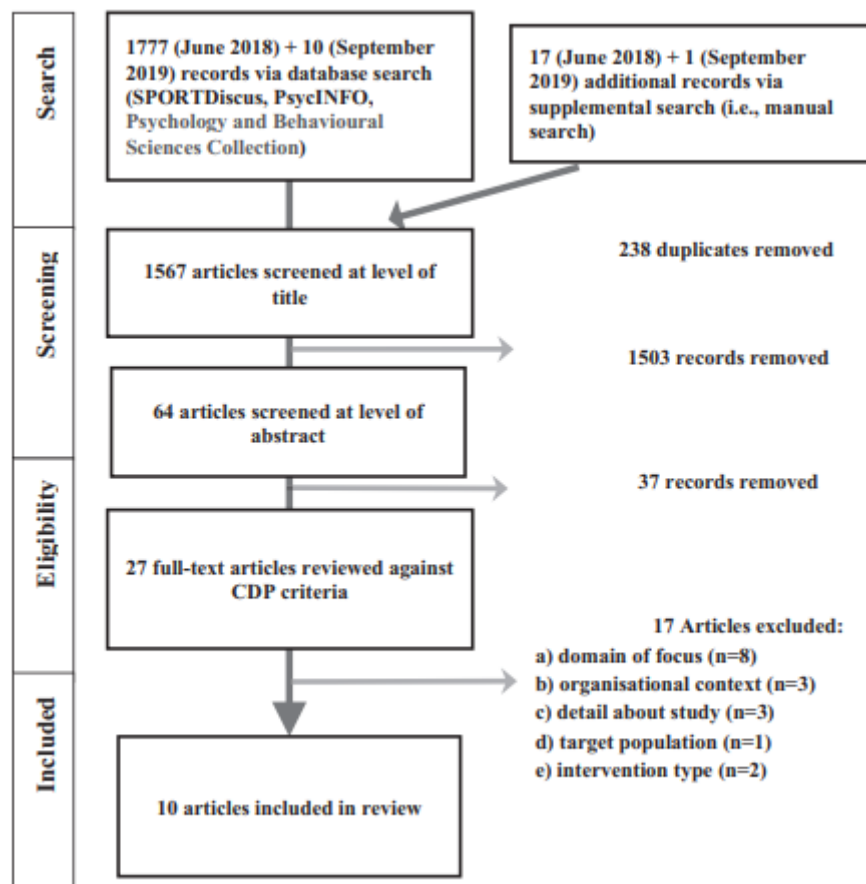 Search
1777 (June 2018) + 10 (September
2019) records via database search
(SPORTDiscus, PsycINFO,
Psychology and Behavioural
Sciences Collection)
17 (June 2018) + 1 (September
2019) additional records via
supplemental search (i.e., manual
search)
Screening
1567 articles screened at level of
title
238 duplicates removed
1503 records removed
64 articles screened at level of
abstract
Eligibility
37 records removed
27 full-text articles reviewed against
CDP criteria
17 Articles excluded:
a) domain of focus (n=8)
b) organisational context (n=3)
c) detail about study (n=3)
d) target population (n=1)
e) intervention type (n=2)
Included
10 articles included in review